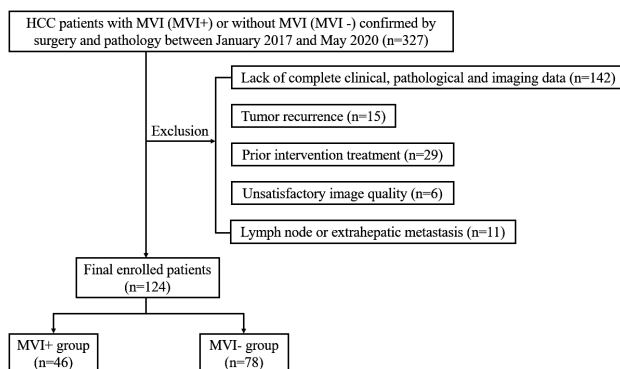 HCC patients with MVI (MVI+) or without MVI (MVI -) confirmed by
surgery and pathology between January 2017 and May 2020 (n=327)
Lack of complete clinical, pathological and imaging data (n=142)
Tumor recurrence (n=15)
Exclusion
Prior intervention treatment (n=29)
Unsatisfactory image quality (n=6)
Lymph node or extrahepatic metastasis (n=11)
Final enrolled patients
(n=124)
MVI+ group
(n=46)
MVI- group
(n=78)